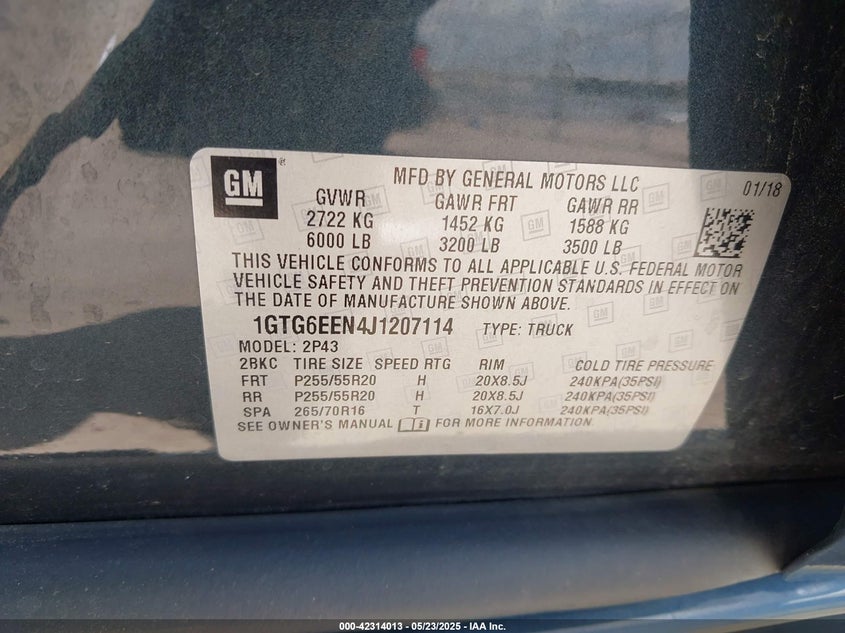 GM
®
MFD BY GENERAL MOTORS LLC
01/18
GVWR GAWR FRT GAWR RR
2722 KG 1452 KG 1588 KG
6000 LB 3200 LB 3500 LB
THIS VEHICLE CONFORMS TO ALL APPLICABLE U.S. FEDERAL MOTOR
VEHICLE SAFETY AND THEFT PREVENTION STANDARDS IN EFFECT ON
THE DATE OF MANUFACTURE SHOWN ABOVE.
1GTG6EEN4J1207114 TYPE: TRUCK
MODEL: 2P43
2BKC TIRE SIZE SPEED RTG RIM COLD TIRE PRESSURE
FRT P255/55R20 H 20X8.5J 240KPA(35PSI)
RR P255/55R20 H 20X8.5J 240KPA(35PSI)
SPA 265/70R16 T 16X7.0J 240KPA(35PSI)
SEE OWNER'S MANUAL FOR MORE INFORMATION.
000-42314013 - 05/23/2025 - IAA Inc.